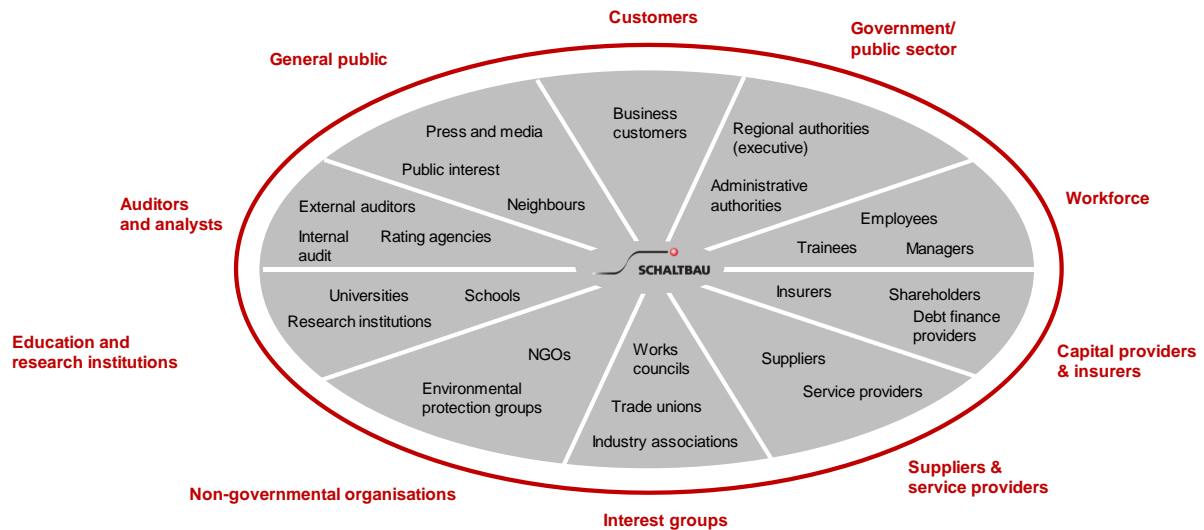 Customers
Government/
public sector
General public
Business
customers
Press and media
Regional authorities
(executive)
Public interest
Administrative
authorities
Neighbours
Auditors
and analysts
External auditors
Internal
audit
Rating agencies
Workforce
Employees
Trainees
Managers
SCHALTBAU
Universities
Schools
Research institutions
Insurers
Shareholders
Debt finance
providers
Education and
research institutions
Capital providers
& insurers
NGOs
Environmental
protection groups
Works
councils
Trade unions
Industry associations
Suppliers
Service providers
Suppliers &
service providers
Non-governmental organisations
Interest groups